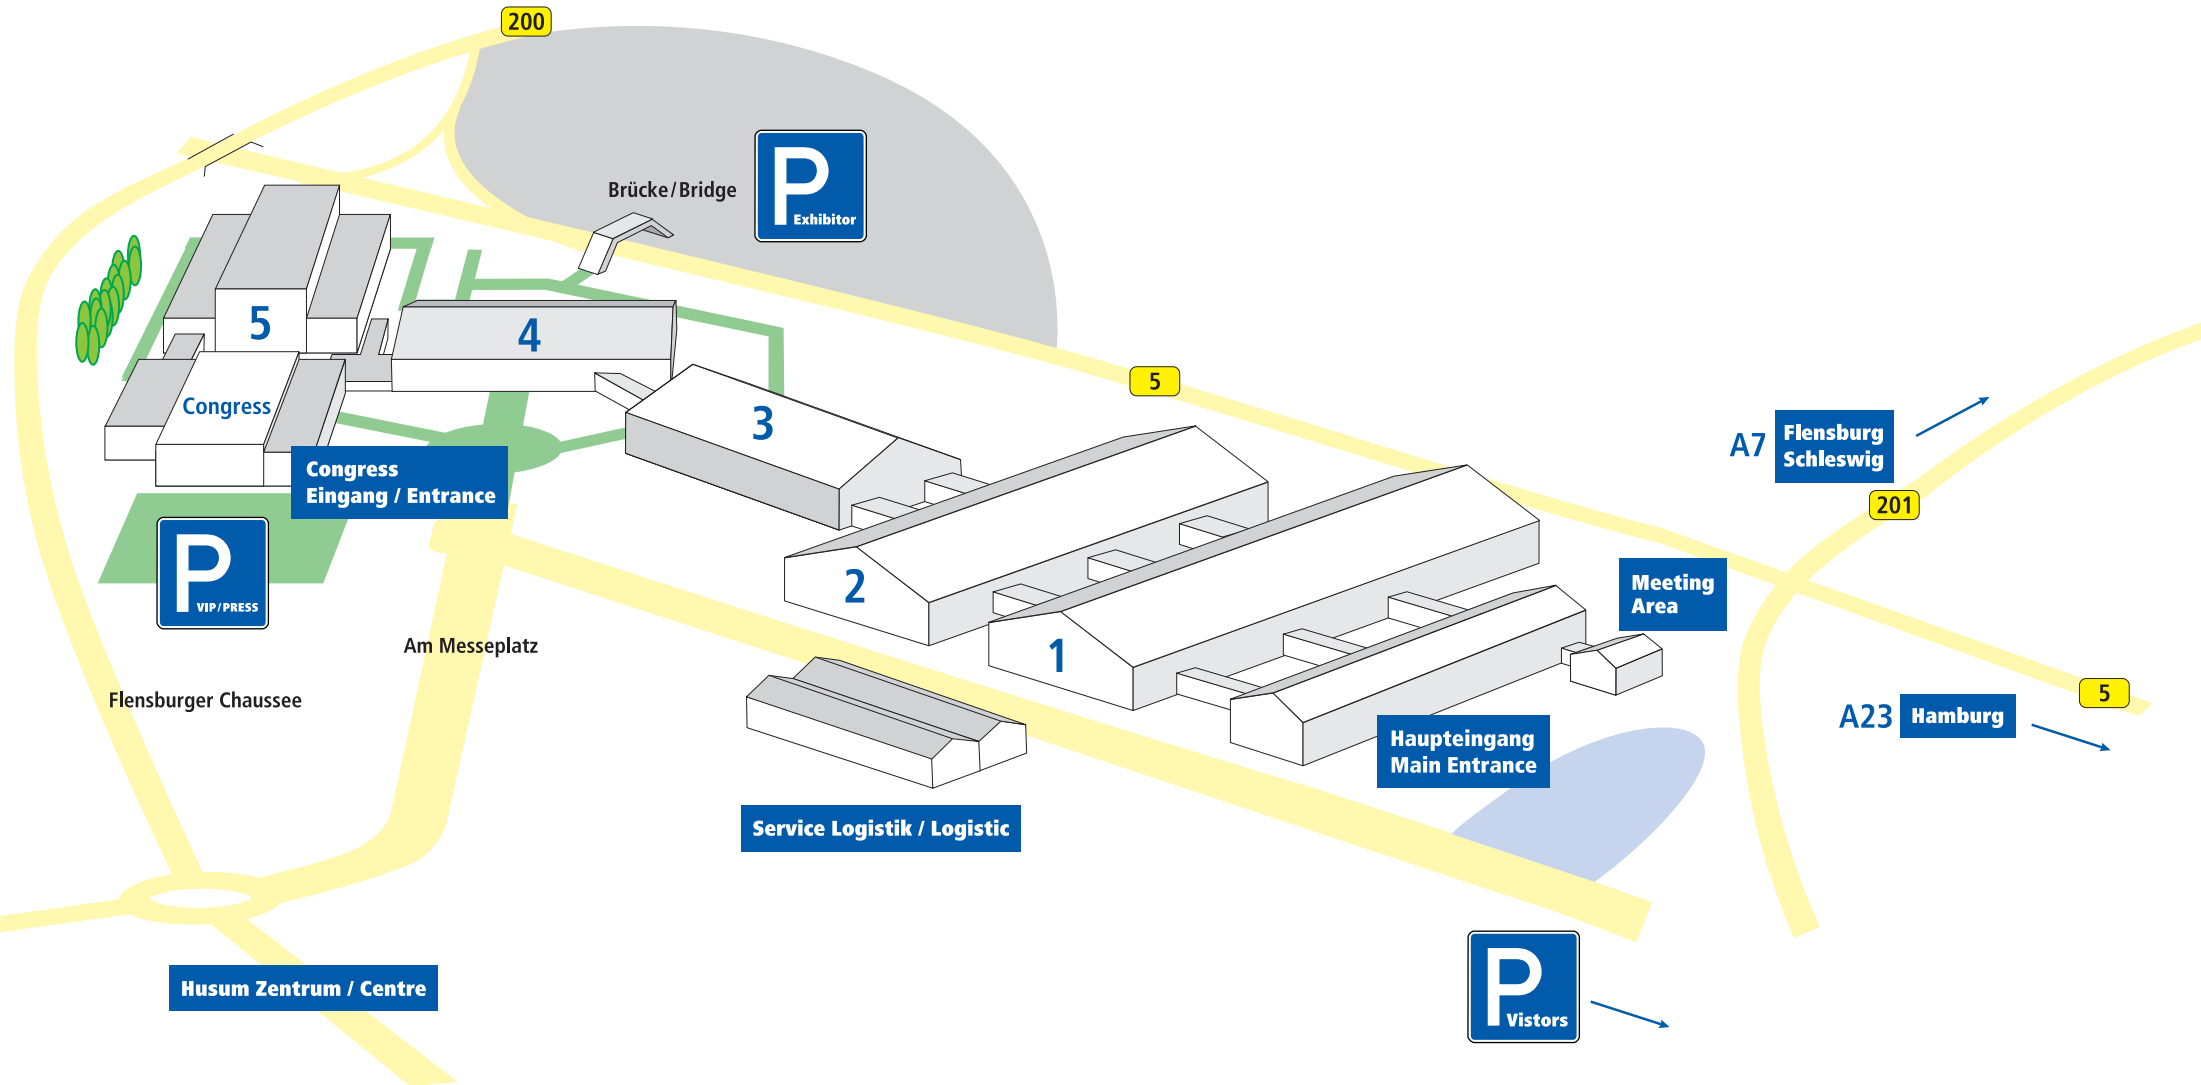 200
P
Exhibitor
Brücke/Bridge
5
4
Congress
3
5
Flensburg
A7
Schleswig
Congress
Eingang / Entrance
201
P
VIP/PRESS
2
1
Meeting
Area
Am Messeplatz
Flensburger Chaussee
5
A23 Hamburg
Haupteingang
Main Entrance
Service Logistik / Logistic
Husum Zentrum / Centre
P
Vistors